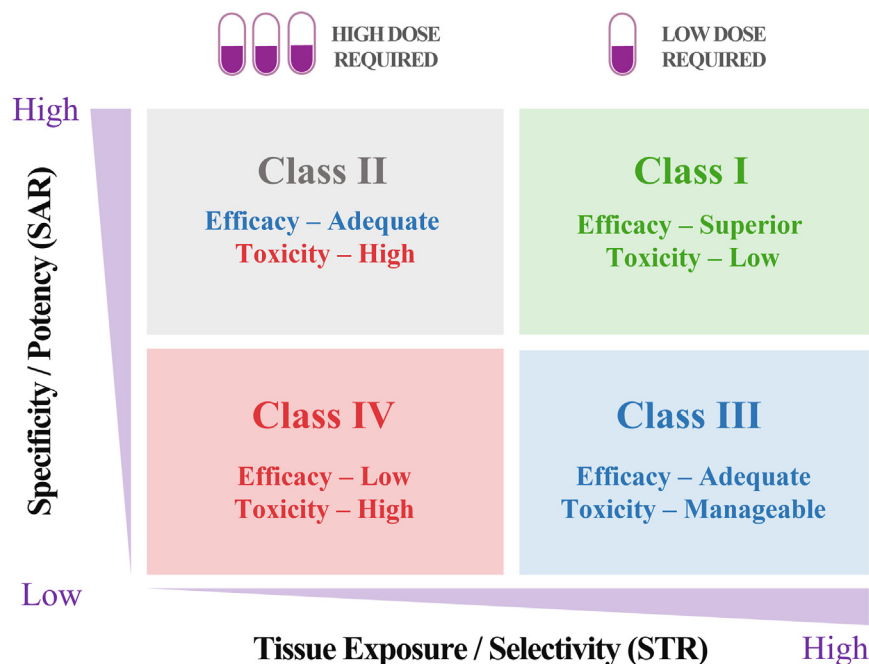 HIGH DOSE
REQUIRED
LOW DOSE
REQUIRED
High
Specificity / Potency (SAR)
Class II
Efficacy – Adequate
Toxicity – High
Class I
Efficacy – Superior
Toxicity – Low
Class IV
Efficacy – Low
Toxicity – High
Class III
Efficacy – Adequate
Toxicity – Manageable
Low
Tissue Exposure / Selectivity (STR)
High